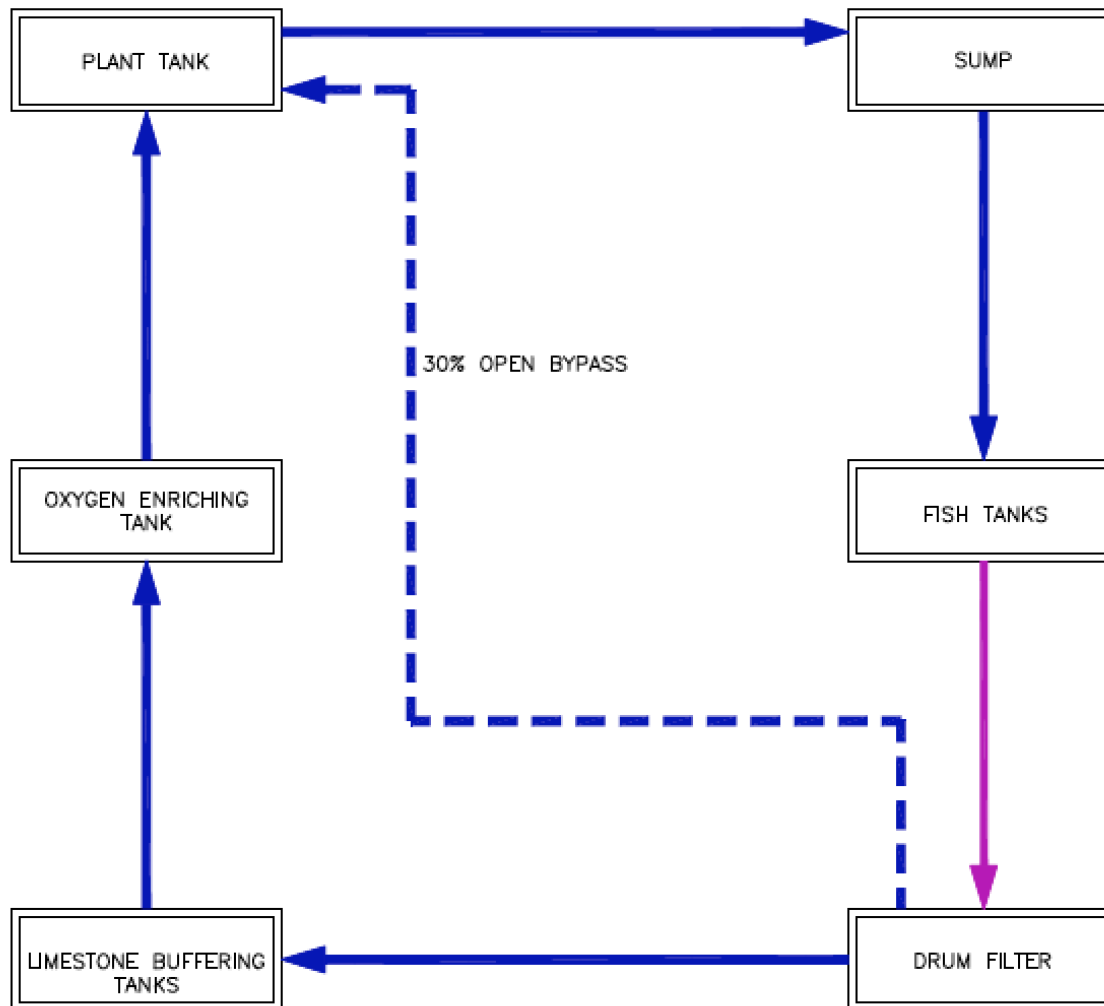 PLANT TANK
SUMP
30% OPEN BYPASS
OXYGEN ENRICHING
TANK
FISH TANKS
LIMESTONE BUFFERING
TANKS
DRUM FILTER